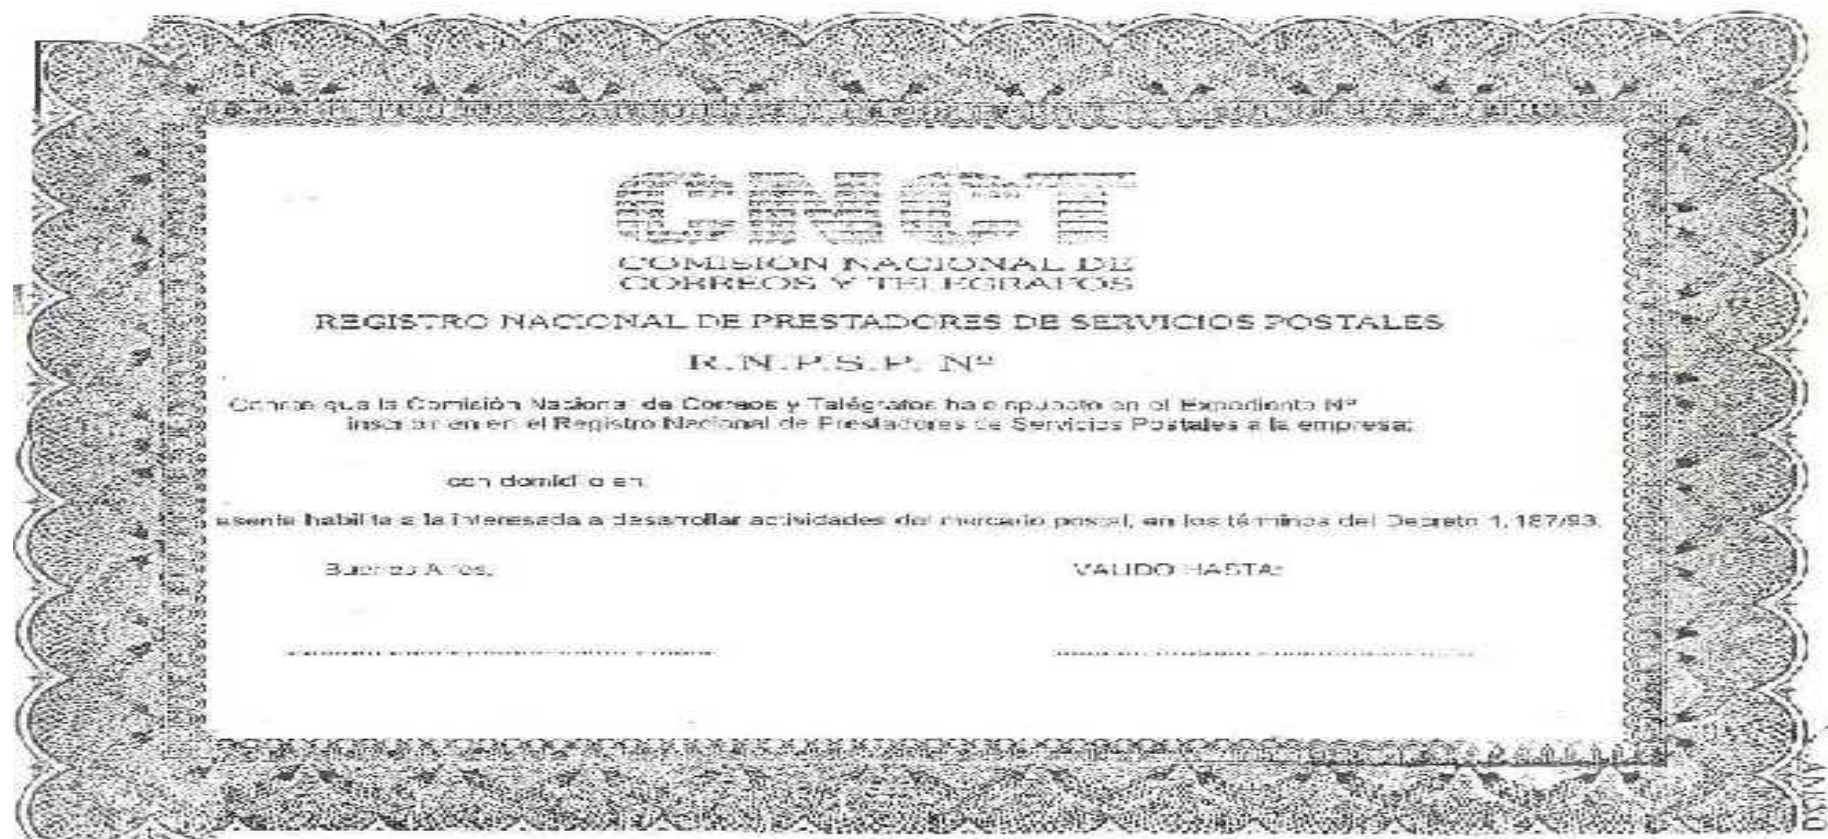 CNCT
COMISION NACIONAL DE
CORREOS Y TELEGRAFOS
REGISTRO NACIONAL DE PRESTADORES DE SERVICIOS POSTALES
R.N.P.S.P. Nº
Conste que la Comisión Nacional de Correos y Telégrafos ha dispuesto en el Expediente Nº
en el Registro Nacional de Prestadores de Servicios Postales a la empresa:
con domicilio en:
esente habilita a la interesada a desarrollar actividades del mercado postal, en los términos del Decreto 1.187/93.
Buenos Aires,
VALIDO HASTA:
ANEXO